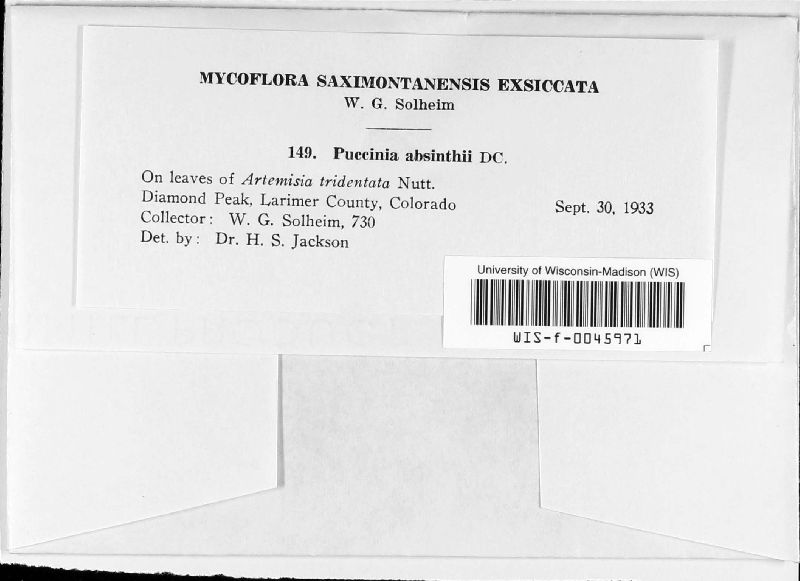 MYCOFLORA SAXIMONTANENSIS EXSICCATA
W. G. Solheim
149. Puccinia absinthii DC.
On leaves of Artemisia tridentata Nutt.
Diamond Peak, Larimer County, Colorado Sept. 30, 1933
Collector: W. G. Solheim, 730
Det. by: Dr. H. S. Jackson
University of Wisconsin-Madison (WIS)
WIS-f-0045971